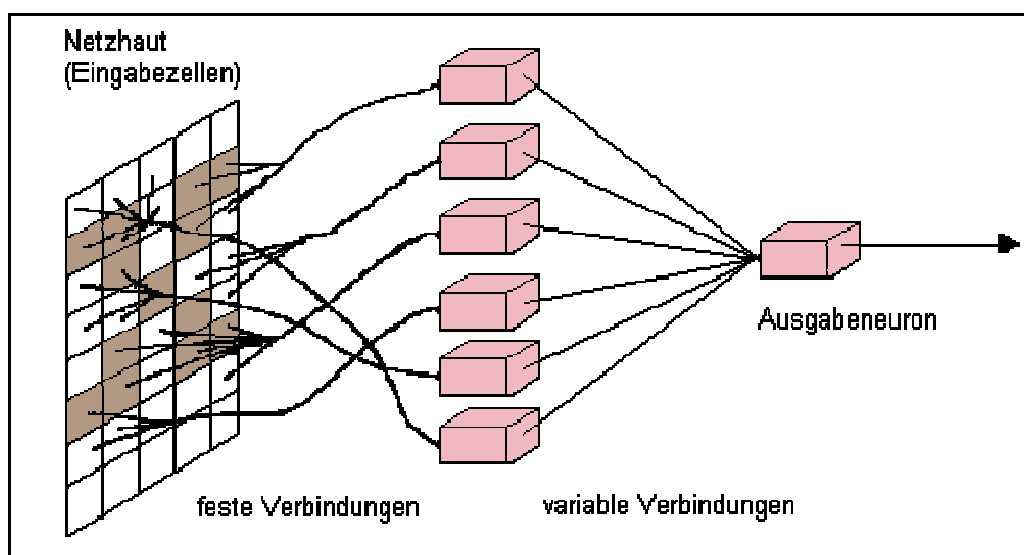 Netzhaut
(Eingabezellen)
Ausgabeneuron
feste Verbindungen
variable Verbindungen